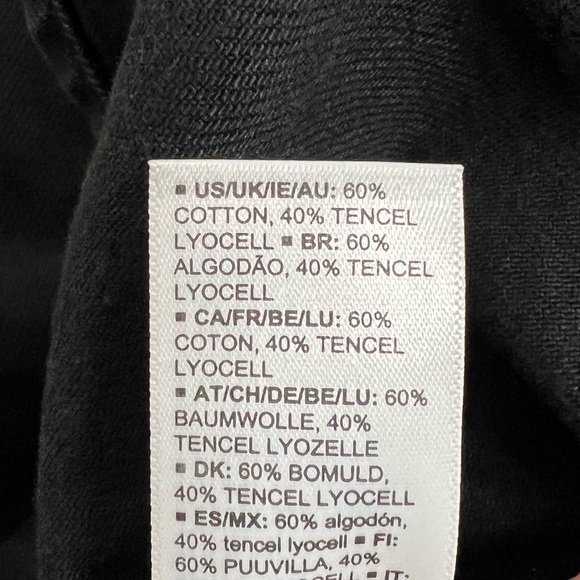 ▪ US/UK/IE/AU: 60%
COTTON, 40% TENCEL
LYOCELL ▪ BR: 60%
ALGODÃO, 40% TENCEL
LYOCELL
▪ CA/FR/BE/LU: 60%
COTON, 40% TENCEL
LYOCELL
▪ AT/CH/DE/BE/LU: 60%
BAUMWOLLE, 40%
TENCEL LYOZELLE
▪ DK: 60% BOMULD,
40% TENCEL LYOCELL
▪ ES/MX: 60% algodón,
40% tencel lyocell ▪ FI:
60% PUUVILLA, 40%
LYOCELL ▪ IT: